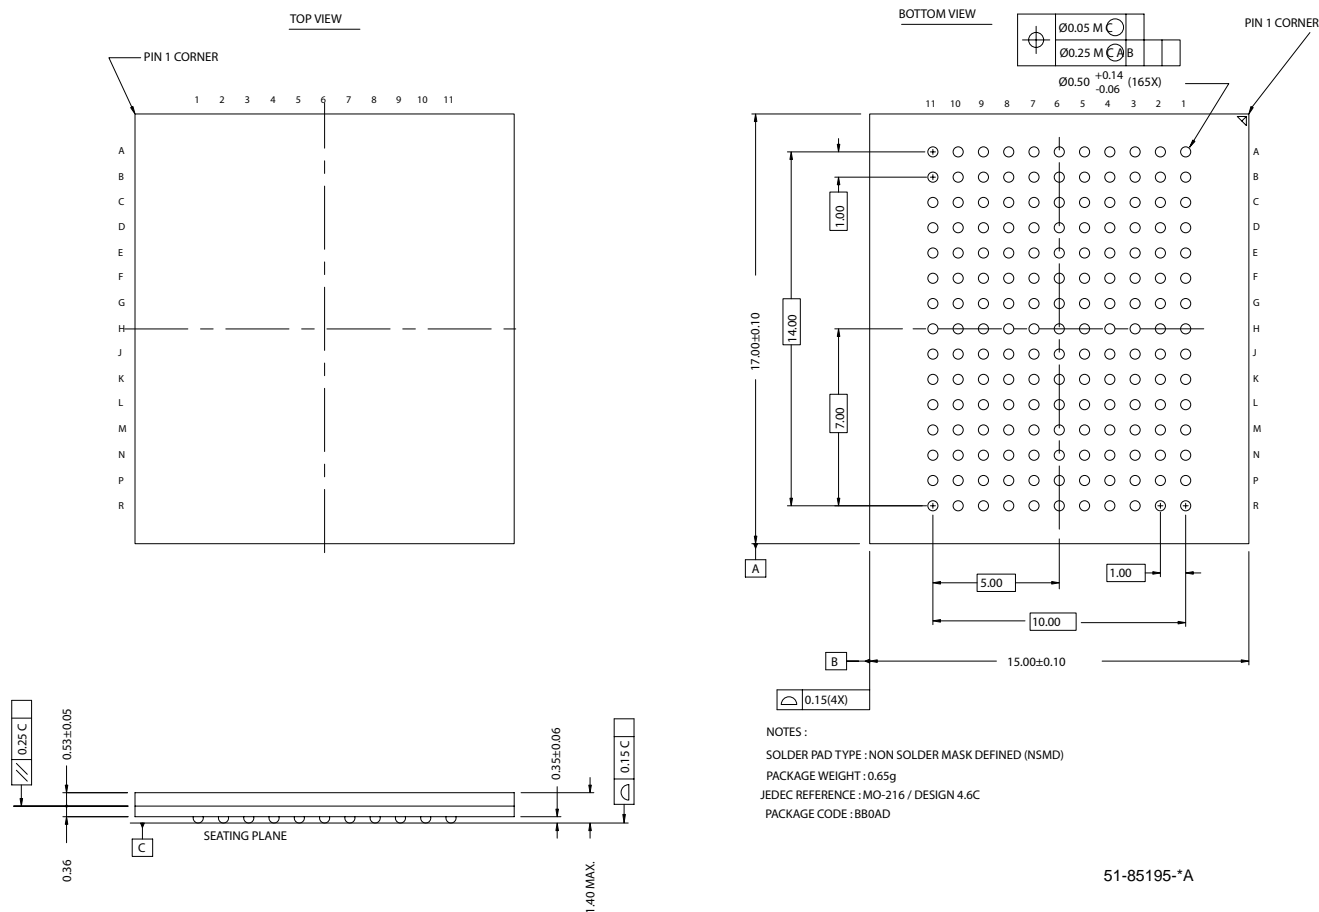 TOP VIEW
PIN 1 CORNER
1 2 3 4 5 6 7 8 9 10 11
A
B
C
D
E
F
G
H
J
K
L
M
N
P
R
BOTTOM VIEW
PIN 1 CORNER
Ø0.05 M C
Ø0.25 M C A B
Ø0.50 +0.14 -0.06 (165X)
11 10 9 8 7 6 5 4 3 2 1
A
B
C
D
E
F
G
H
J
K
L
M
N
P
R
1.00
14.00
17.00±0.10
7.00
A
5.00
1.00
10.00
B
15.00±0.10
0.15(4X)
0.25 C
0.53±0.05
0.35±0.06
0.15 C
SEATING PLANE
C
0.36
1.40 MAX.
NOTES :
SOLDER PAD TYPE : NON SOLDER MASK DEFINED (NSMD)
PACKAGE WEIGHT : 0.65g
JEDEC REFERENCE : MO-216 / DESIGN 4.6C
PACKAGE CODE : BB0AD
51-85195-*A